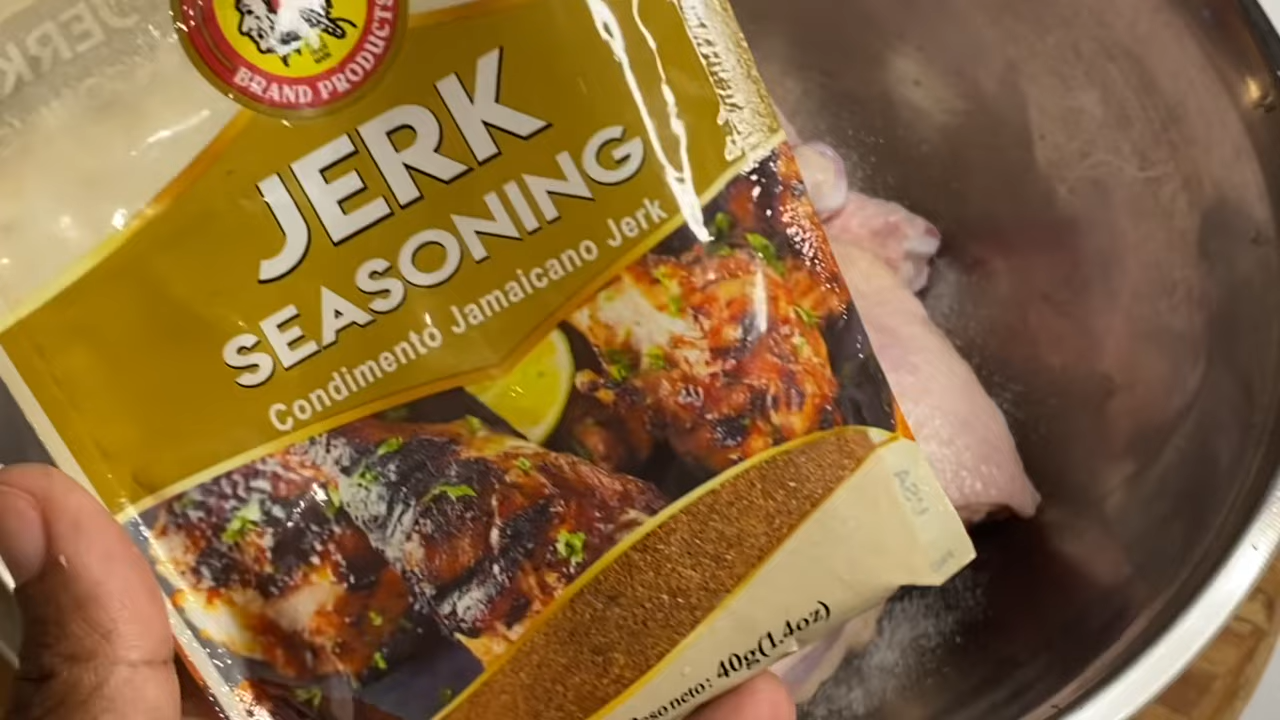 BRAND PRODUCTS
JERK
SEASONING
Condimento Jamaicano Jerk
40g(1.4oz)